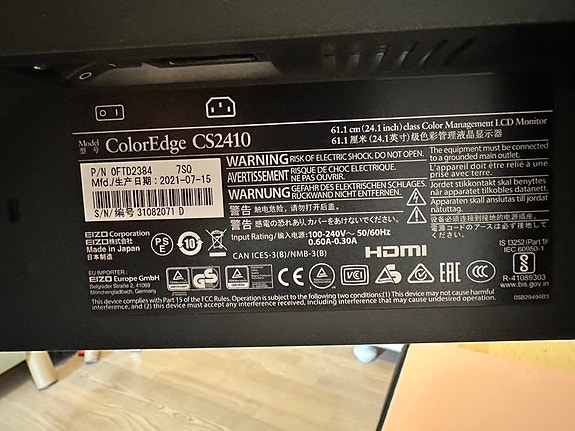 Model
型 号 ColorEdge CS2410
61.1 cm (24.1 inch) class Color Management LCD Monitor
61.1 厘米 (24.1英寸) 级色彩管理液晶显示器
P/N 0FTD2384 7SQ
Mfd./生产日期 : 2021-07-15
S/N/编号 31082071 D
WARNING RISK OF ELECTRIC SHOCK. DO NOT OPEN.
AVERTISSEMENT RISQUE DE CHOC ELECTRIQUE. NE PAS OUVRIR.
WARNUNG GEFAHR DES ELEKTRISCHEN SCHLAGES. RÜCKWAND NICHT ENTFERNEN.
警告 触电危险, 请勿打开后盖。
警告 感電の恐れあり、カバーをあけないでください。
The equipment must be connected
to a grounded main outlet.
L'appareil doit être relié à une
prise avec terre.
Jordet stikkontakt skal benyttes
når apparatet tilkobles datanett.
Apparaten skall anslutas till jordat
nätuttag.
设备必须连接到接地的电源插座。
電源コードのアースは必ず接地してください。
EIZO Corporation
EIZO株式会社
Made in Japan
日本制造
PS
E
10
Input Rating / 输入电源: 100-240V～ 50/60Hz
0.60A-0.30A
CAN ICES-3(B)/NMB-3(B)
HDMI
IS 13252 (Part 1)/
IEC 60950-1
R-41089303
www.bis.gov.in
EU IMPORTER :
EIZO Europe GmbH
Belgrader Straße 2, 41069
Mönchengladbach, Germany
CE
EAC
CCC
This device complies with Part 15 of the FCC Rules. Operation is subject to the following two conditions:(1) This device may not cause harmful
interference, and (2) this device must accept any interference received, including interference that may cause undesired operation.
05B29494B3